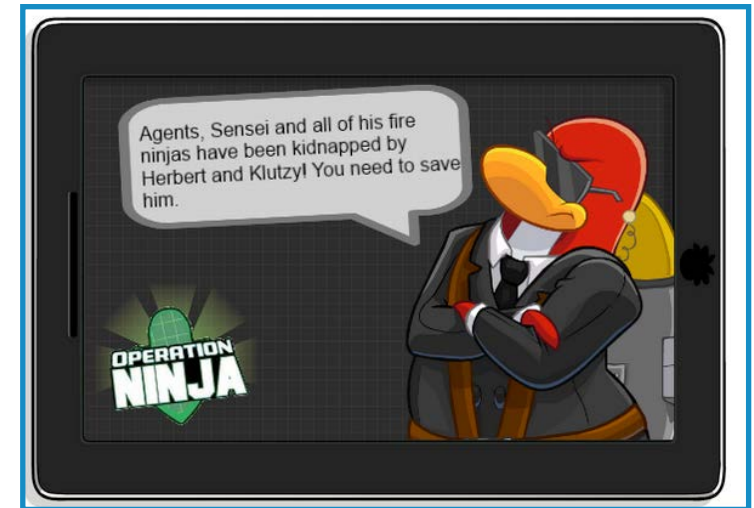 Agents, Sensei and all of his fire
ninjas have been kidnapped by
Herbert and Klutzy! You need to save
him.
OPERATION
NINJA